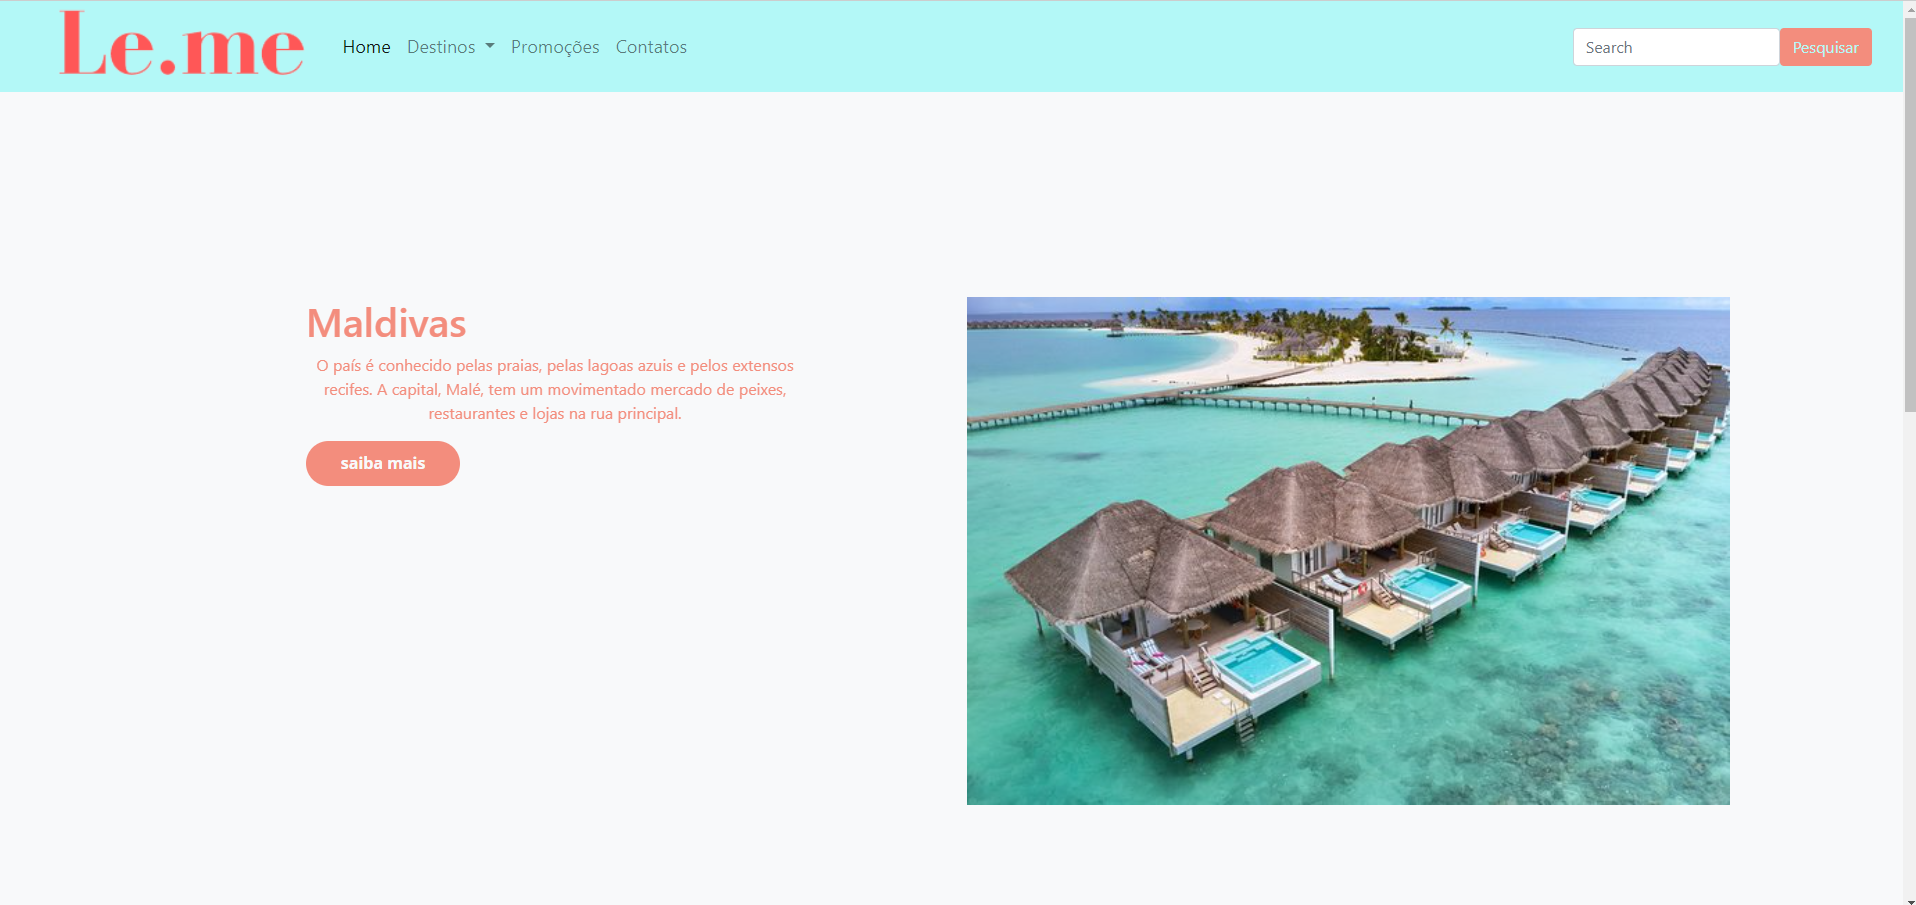 Le.me
Home Destinos Promoções Contatos
Search Pesquisar
Maldivas
O país é conhecido pelas praias, pelas lagoas azuis e pelos extensos
recifes. A capital, Malé, tem um movimentado mercado de peixes,
restaurantes e lojas na rua principal.
saiba mais